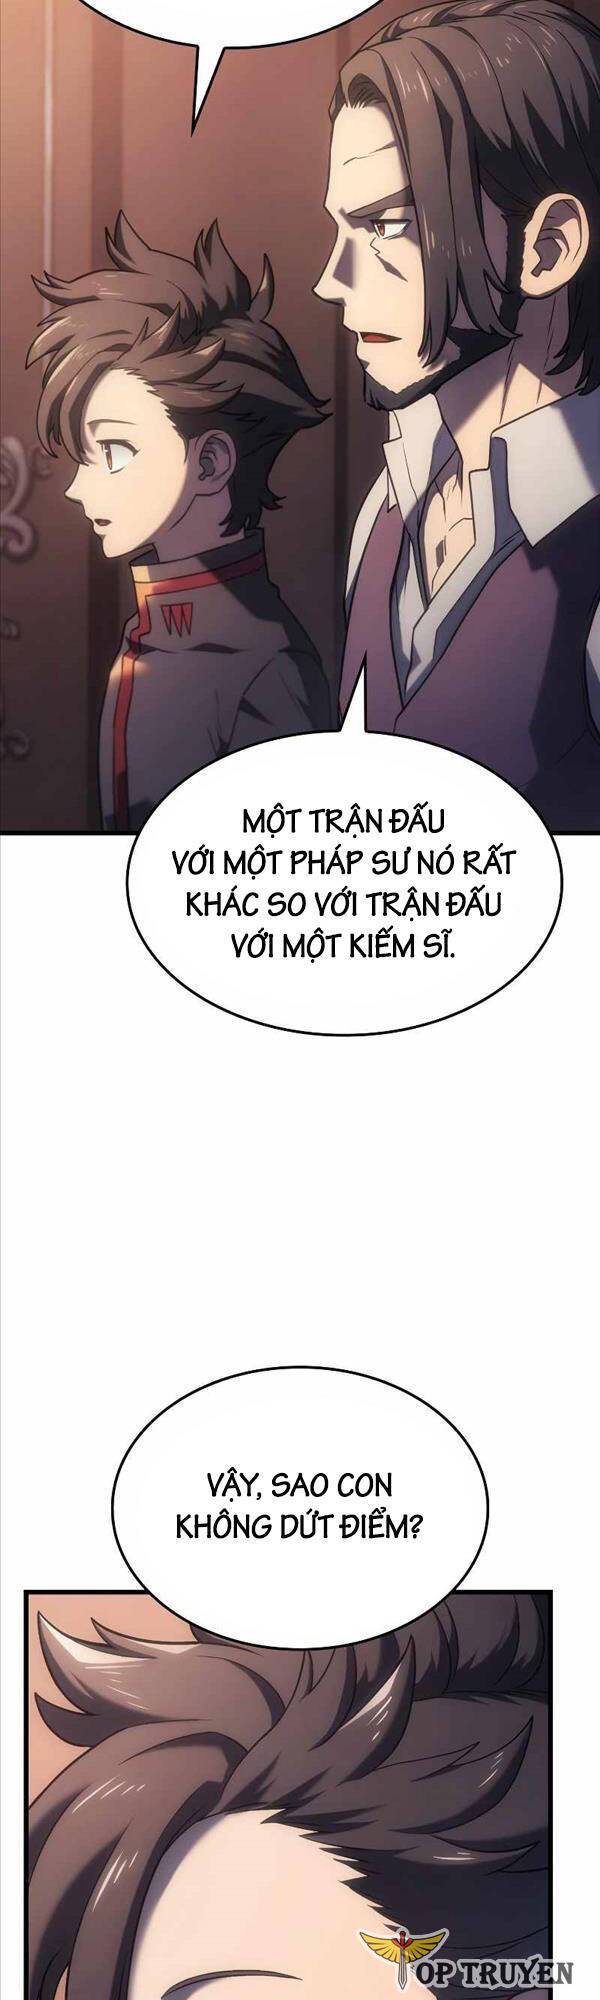 MỘT TRẬN ĐẤU
VỚI MỘT PHÁP SƯ NÓ RẤT
KHÁC SO VỚI TRẬN ĐẤU
VỚI MỘT KIẾM SĨ.
VẬY, SAO CON
KHÔNG DỨT ĐIỂM?
TOP TRUYEN